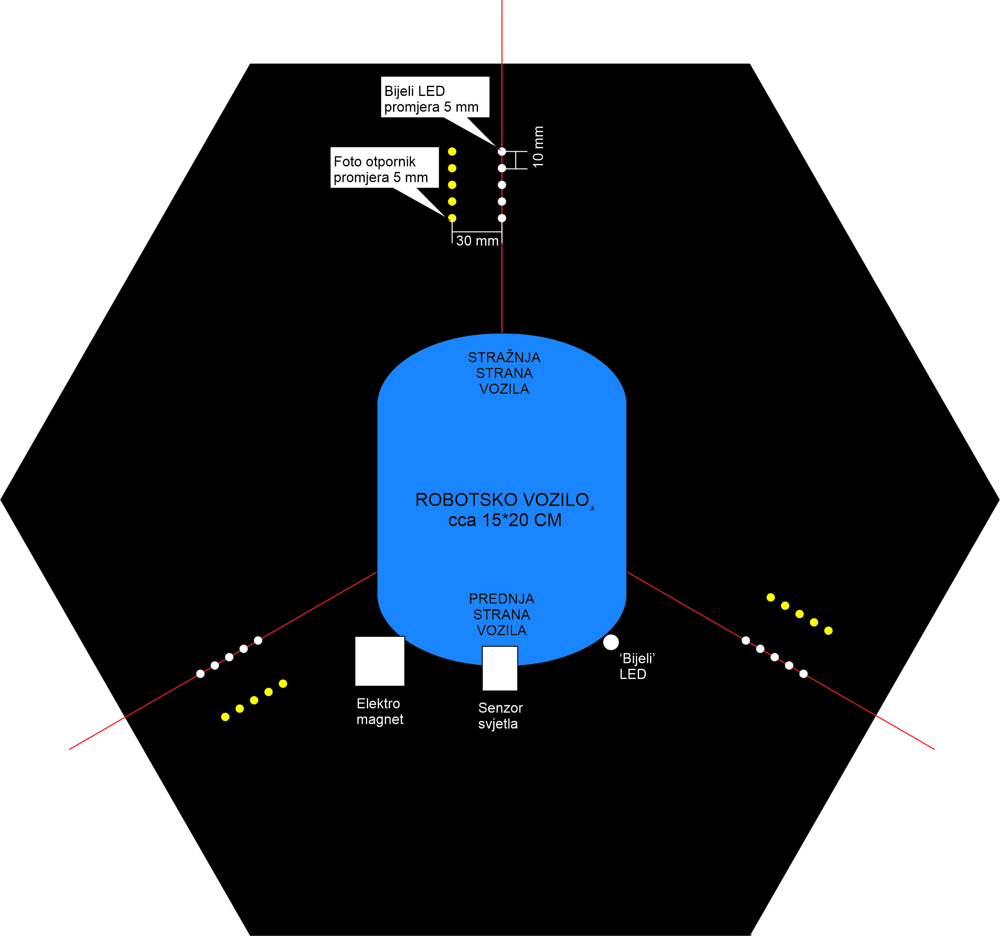 Bijeli LED
promjera 5 mm
10 mm
Foto otpornik
promjera 5 mm
30 mm
STRAŽNJA
STRANA
VOZILA
ROBOTSKO VOZILO¸
cca 15*20 CM
PREDNJA
STRANA
VOZILA
‘Bijeli’
LED
Elektro
magnet
Senzor
svjetla